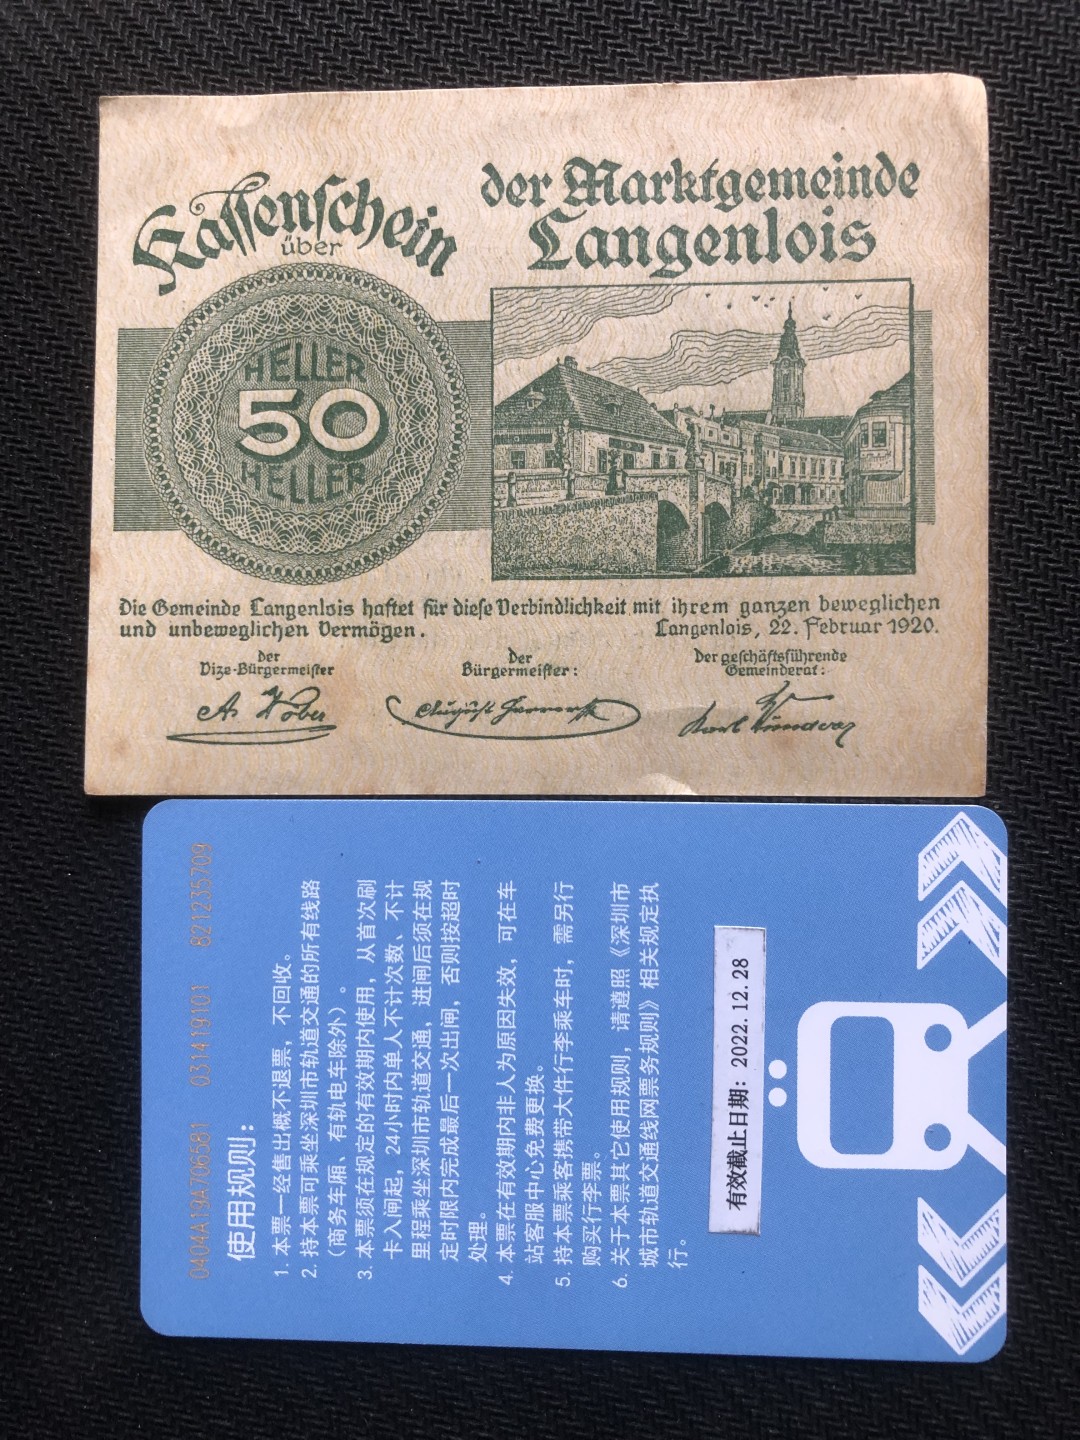 Kassenschein
über
HELLER
50
HELLER
der Marktgemeinde
Langenlois
Die Gemeinde Langenlois haftet für diese Verbindlichkeit mit ihrem ganzen beweglichen
und unbeweglichen Vermögen.
Langenlois, 22. Februar 1920.
der
Vize-Bürgermeister
Der
Bürgermeister:
Der geschäftsführende
Gemeinderat:
0404A19A706581 031419101 821235709
使用规则：
1. 本票一经售出概不退票，不回收。
2. 持本票可乘坐深圳市轨道交通的所有线路
（商务车厢、有轨电车除外）。
3. 本票须在规定的有效期内使用，从首次刷
卡入闸起，24小时内单人不计次数、不计
里程乘坐深圳市轨道交通，进闸后须在规
定时限内完成最后一次出闸，否则按超时
处理。
4. 本票在有效期内非人为原因失效，可在车
站客服中心免费更换。
5. 持本票乘客携带大件行李乘车时，需另行
购买行李票。
6. 关于本票其它使用规则，请遵照《深圳市
城市轨道交通线网票务规则》相关规定执
行。
有效截止日期：2022.12.28